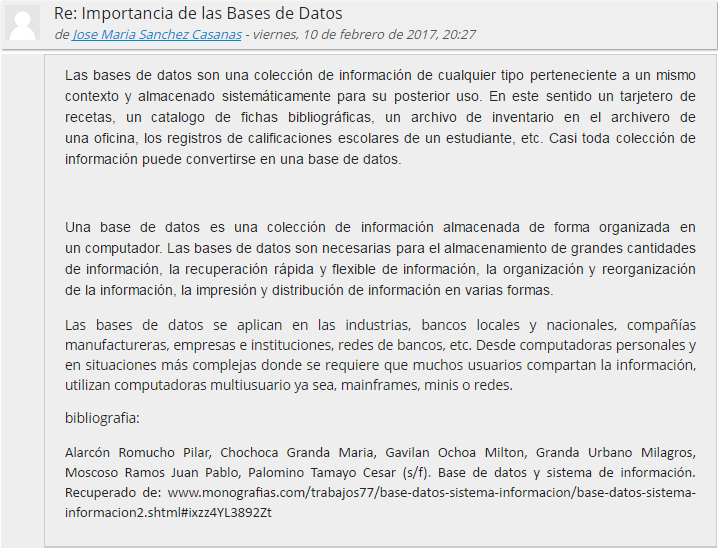 Re: Importancia de las Bases de Datos
de Jose Maria Sanchez Casanas - viernes, 10 de febrero de 2017, 20:27
Las bases de datos son una colección de información de cualquier tipo perteneciente a un mismo
contexto y almacenado sistemáticamente para su posterior uso. En este sentido un tarjetero de
recetas, un catalogo de fichas bibliográficas, un archivo de inventario en el archivero de
una oficina, los registros de calificaciones escolares de un estudiante, etc. Casi toda colección de
información puede convertirse en una base de datos.
Una base de datos es una colección de información almacenada de forma organizada en
un computador. Las bases de datos son necesarias para el almacenamiento de grandes cantidades
de información, la recuperación rápida y flexible de información, la organización y reorganización
de la información, la impresión y distribución de información en varias formas.
Las bases de datos se aplican en las industrias, bancos locales y nacionales, compañías
manufactureras, empresas e instituciones, redes de bancos, etc. Desde computadoras personales y
en situaciones más complejas donde se requiere que muchos usuarios compartan la información,
utilizan computadoras multiusuario ya sea, mainframes, minis o redes.
bibliografia:
Alarcón Romucho Pilar, Chochoca Granda Maria, Gavilan Ochoa Milton, Granda Urbano Milagros,
Moscoso Ramos Juan Pablo, Palomino Tamayo Cesar (s/f). Base de datos y sistema de información.
Recuperado de: www.monografias.com/trabajos77/base-datos-sistema-informacion/base-datos-sistema-
informacion2.shtml#ixzz4YL3892Zt